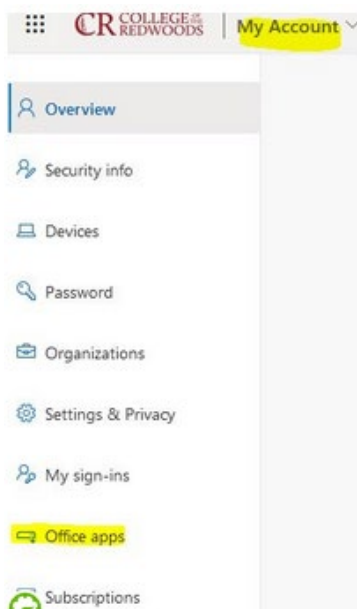 CR COLLEGE OF THE REDWOODS My Account
Overview
Security info
Devices
Password
Organizations
Settings & Privacy
My sign-ins
Office apps
Subscriptions